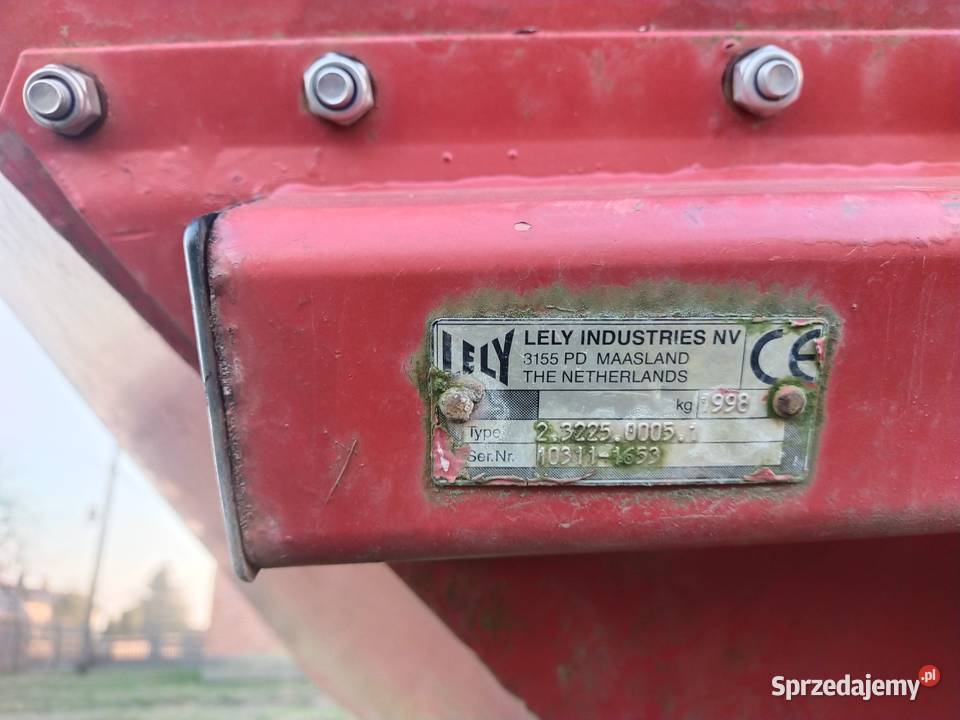 LELY
LELY INDUSTRIES NV
3155 PD MAASLAND
THE NETHERLANDS
CE
kg 1998
Type 2.3225.0005.1
Ser.Nr. 10311-1653
Sprzedajemy.pl